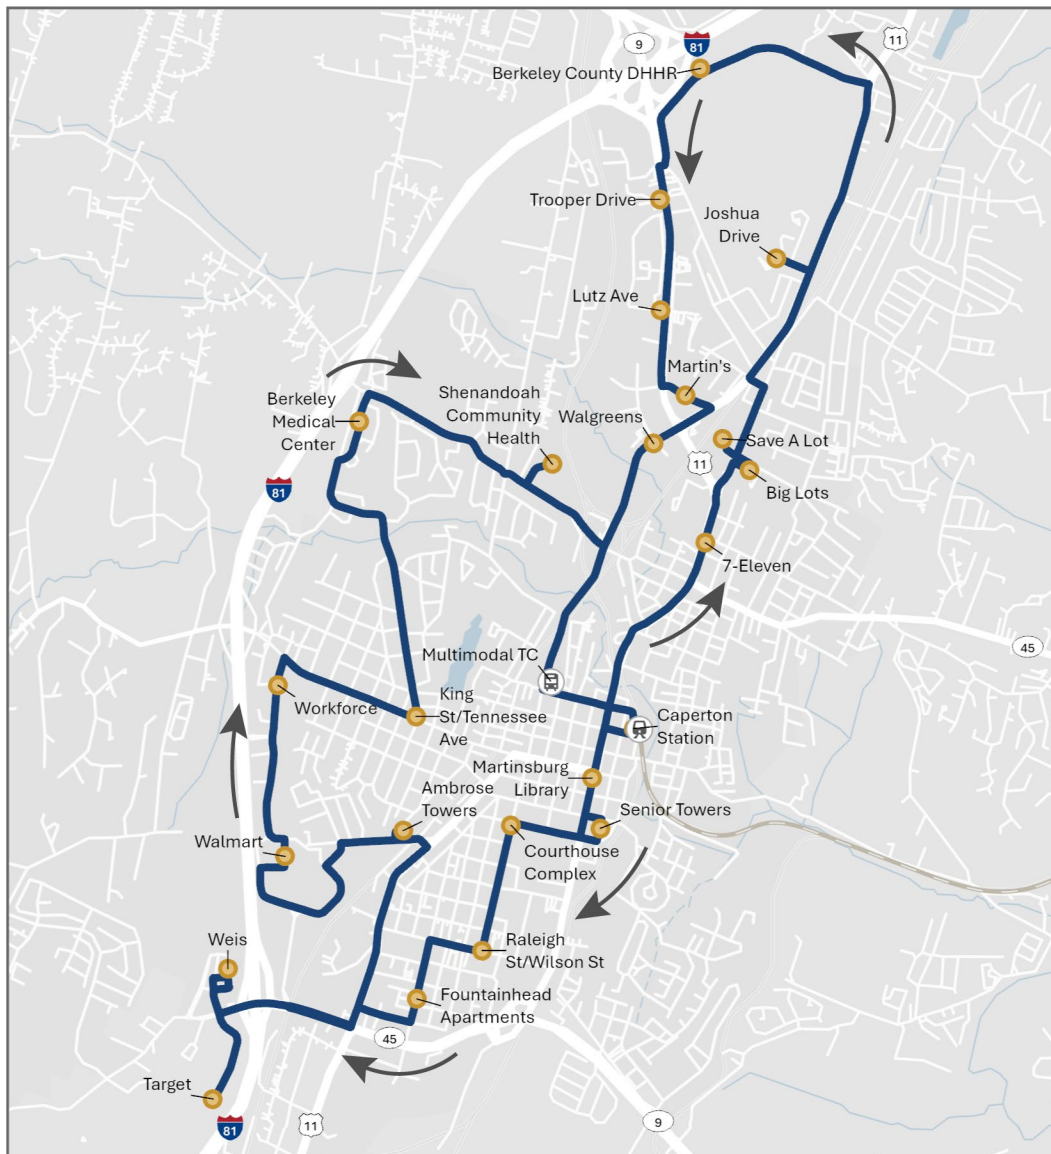 9
81
11
Berkeley County DHHR
Trooper Drive
Joshua
Drive
Lutz Ave
Martin's
Shenandoah
Community
Health
Berkeley
Medical
Center
Walgreens
Save A Lot
11
Big Lots
81
7-Eleven
45
Multimodal TC
Workforce
King
St/Tennessee
Ave
Caperton
Station
Martinsburg
Library
Ambrose
Towers
Senior Towers
Walmart
Courthouse
Complex
Weis
Raleigh
St/Wilson St
Fountainhead
Apartments
45
Target
81
11
9